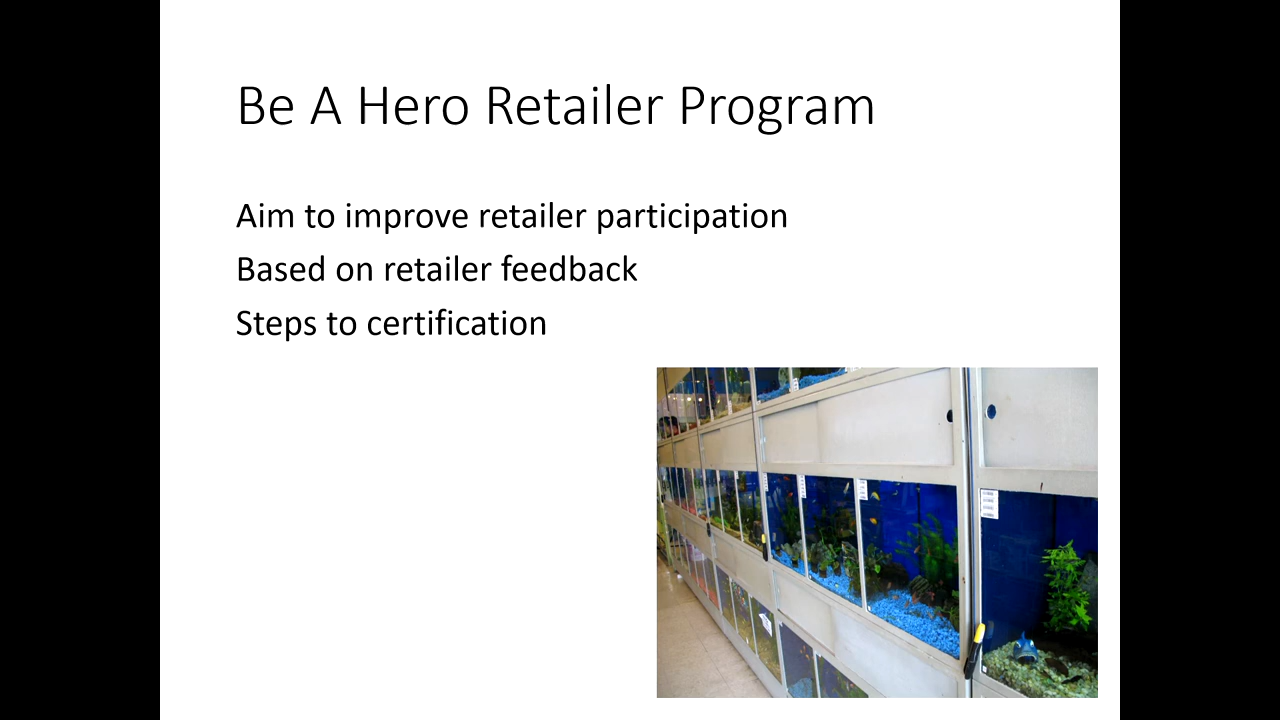 Be A Hero Retailer Program
Aim to improve retailer participation
Based on retailer feedback
Steps to certification